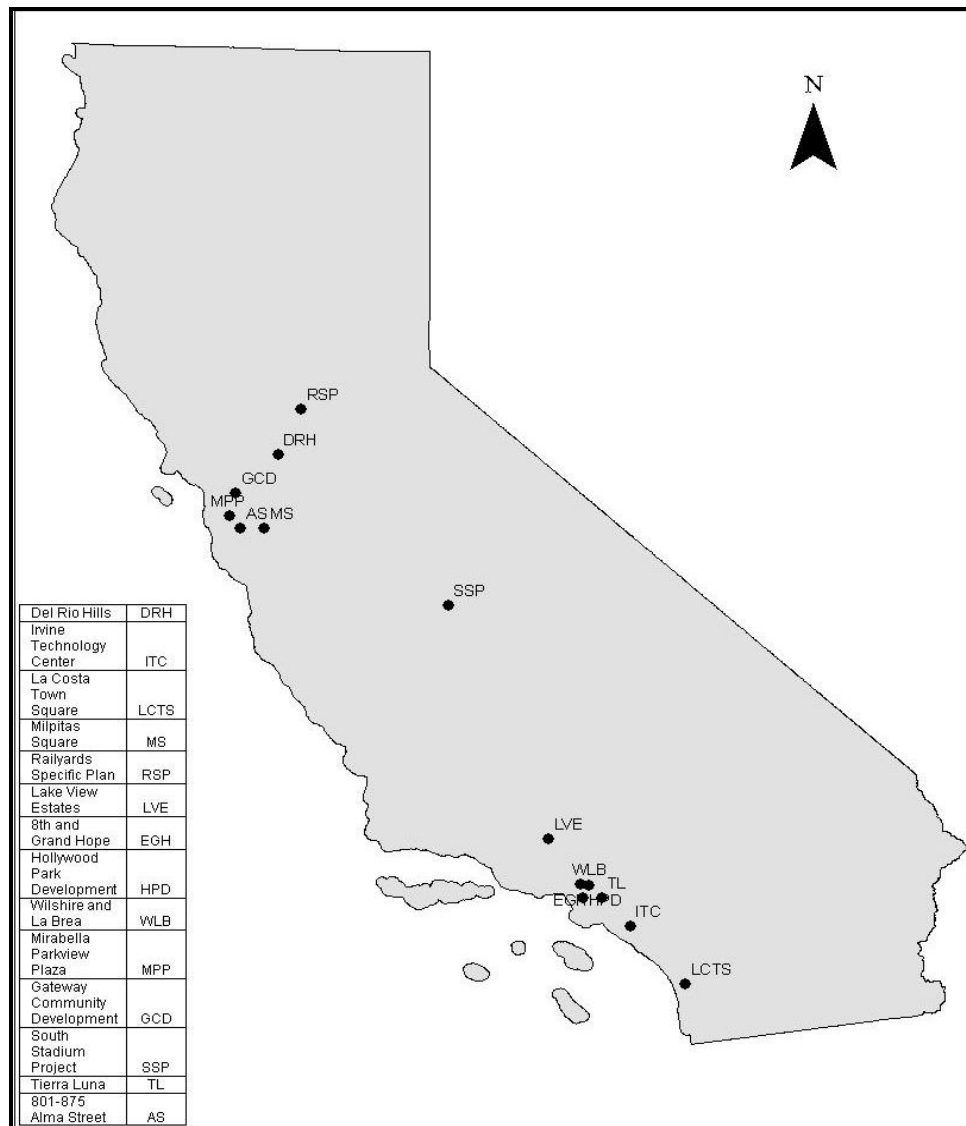 N
RSP
DRH
GCD
MPP
AS MS
SSP
LVE
WLB
TL
EGH HPD
ITC
LCTS
Del Rio Hills DRH
Irvine
Technology
Center ITC
La Costa
Town
Square LCTS
Milpitas
Square MS
Railyards
Specific Plan RSP
Lake View
Estates LVE
8th and
Grand Hope EGH
Hollywood
Park
Development HPD
Wilshire and
La Brea WLB
Mirabella
Parkview
Plaza MPP
Gateway
Community
Development GCD
South
Stadium
Project SSP
Tierra Luna TL
801-875
Alma Street AS